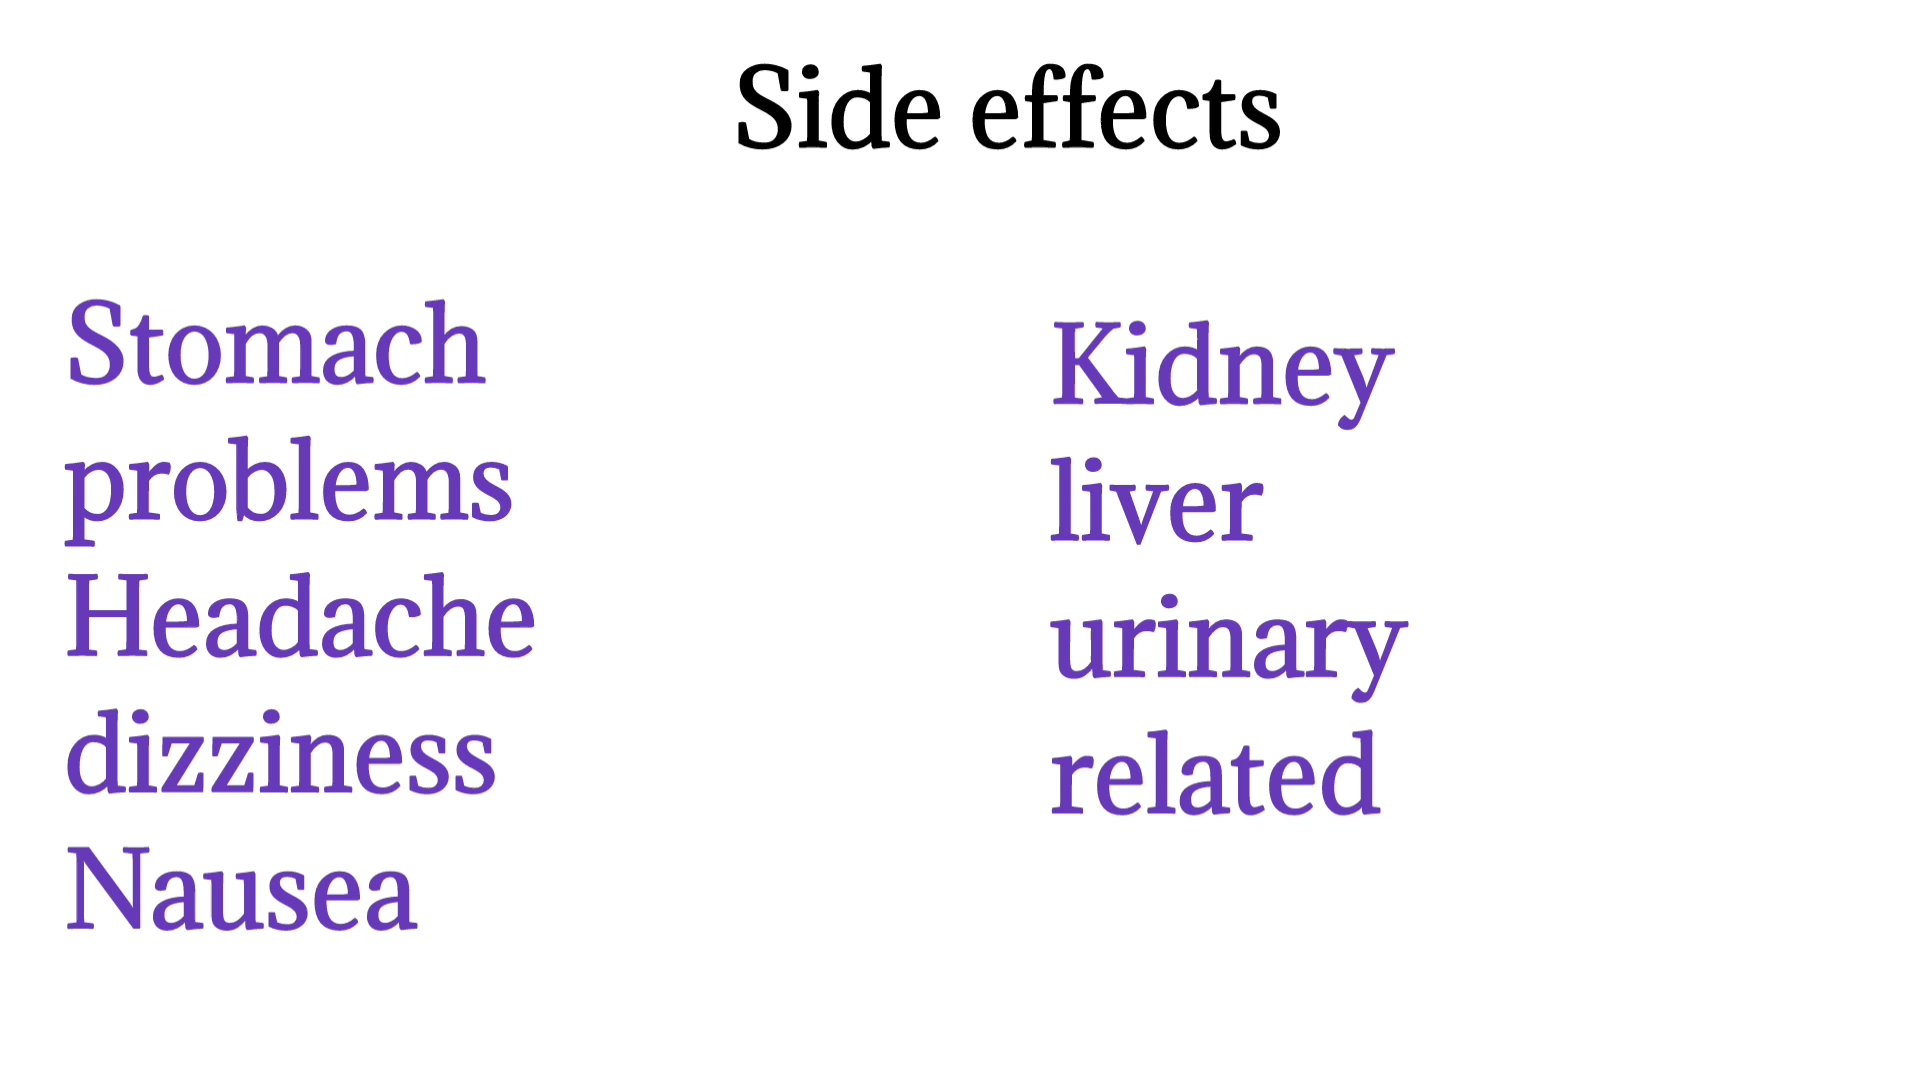 Side effects
Stomach
problems
Headache
dizziness
Nausea
Kidney
liver
urinary
related